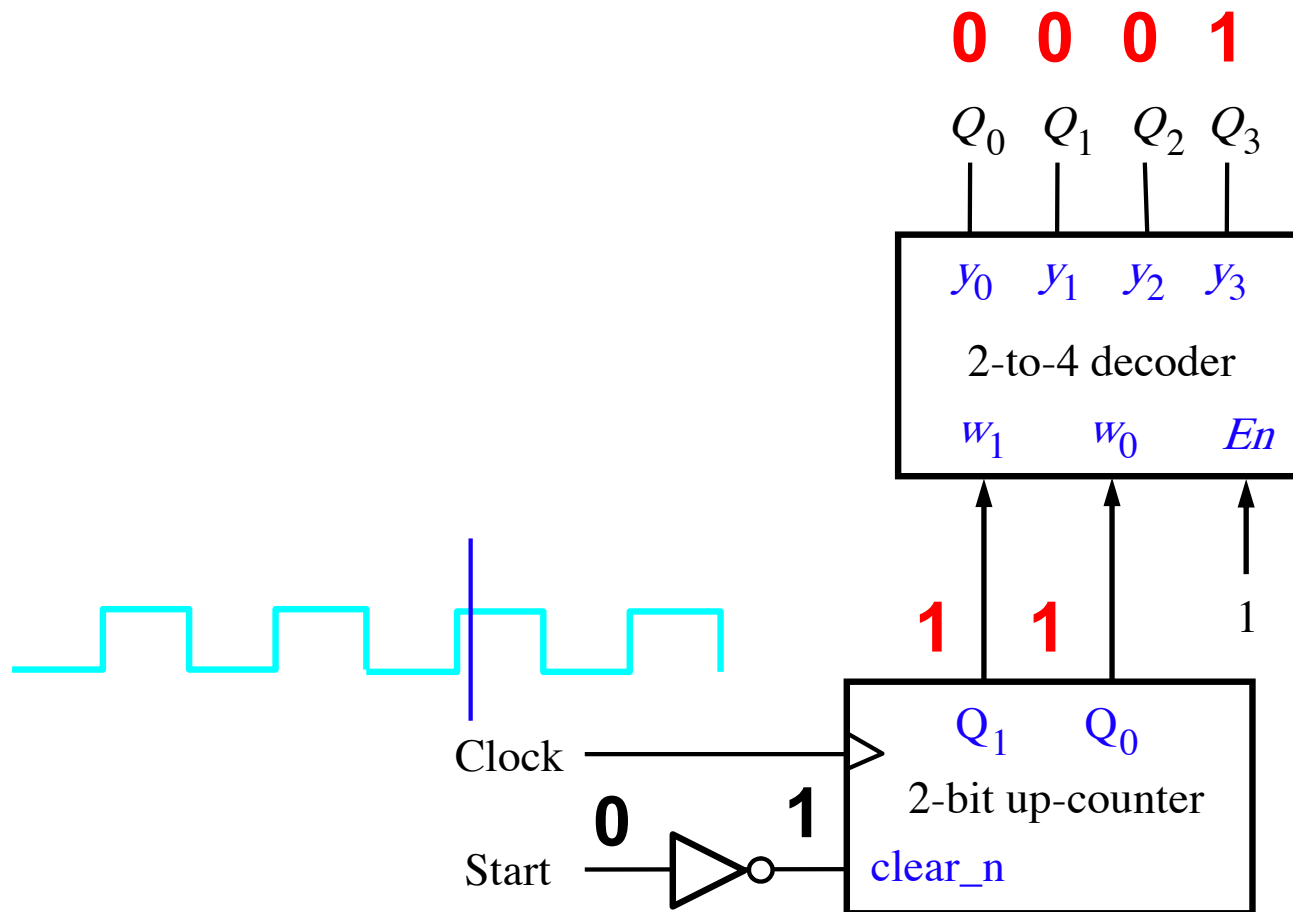 0 0 0 1
Q0 Q1 Q2 Q3
y0 y1 y2 y3
2-to-4 decoder
w1 w0 En
1 1 1
Q1 Q0
Clock
2-bit up-counter
0 1
Start clear_n